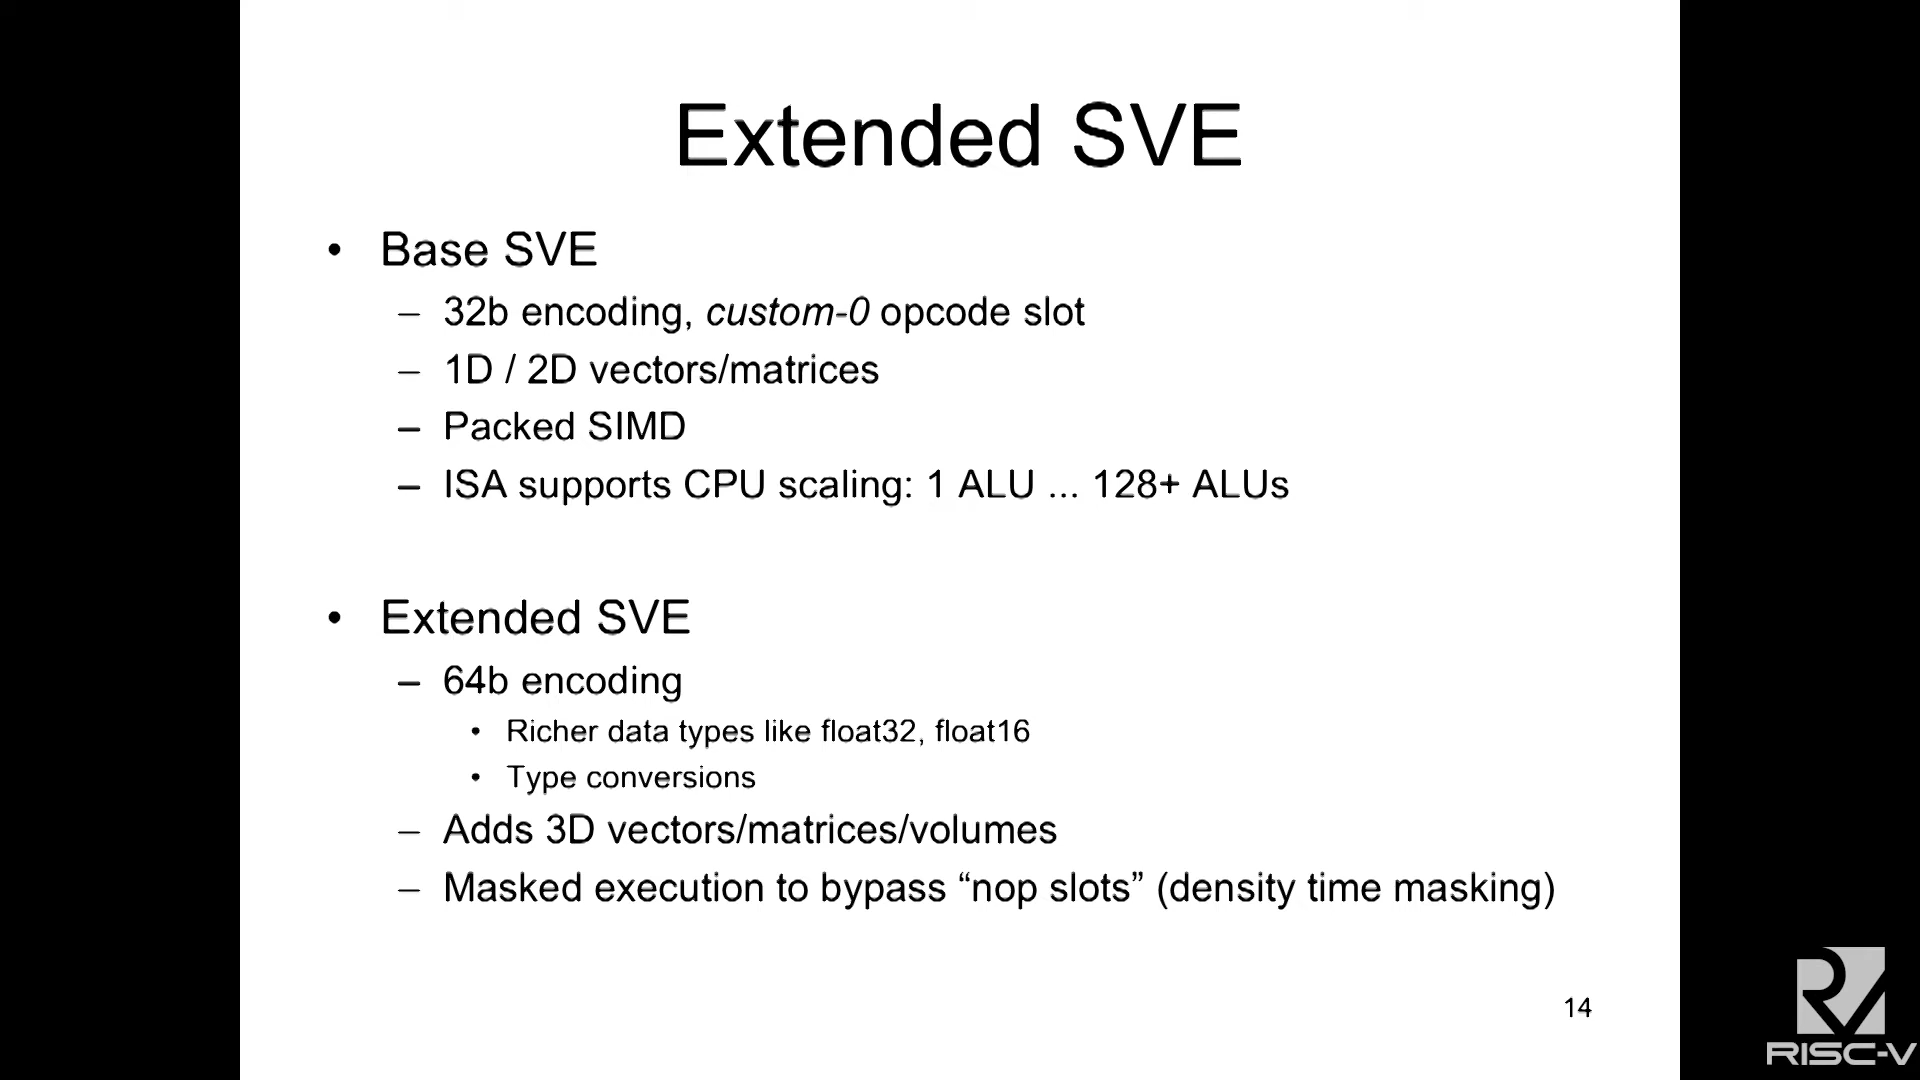 Extended SVE
• Base SVE
– 32b encoding, custom-0 opcode slot
– 1D / 2D vectors/matrices
– Packed SIMD
– ISA supports CPU scaling: 1 ALU ... 128+ ALUs
• Extended SVE
– 64b encoding
• Richer data types like float32, float16
• Type conversions
– Adds 3D vectors/matrices/volumes
– Masked execution to bypass “nop slots” (density time masking)
14
RISC-V